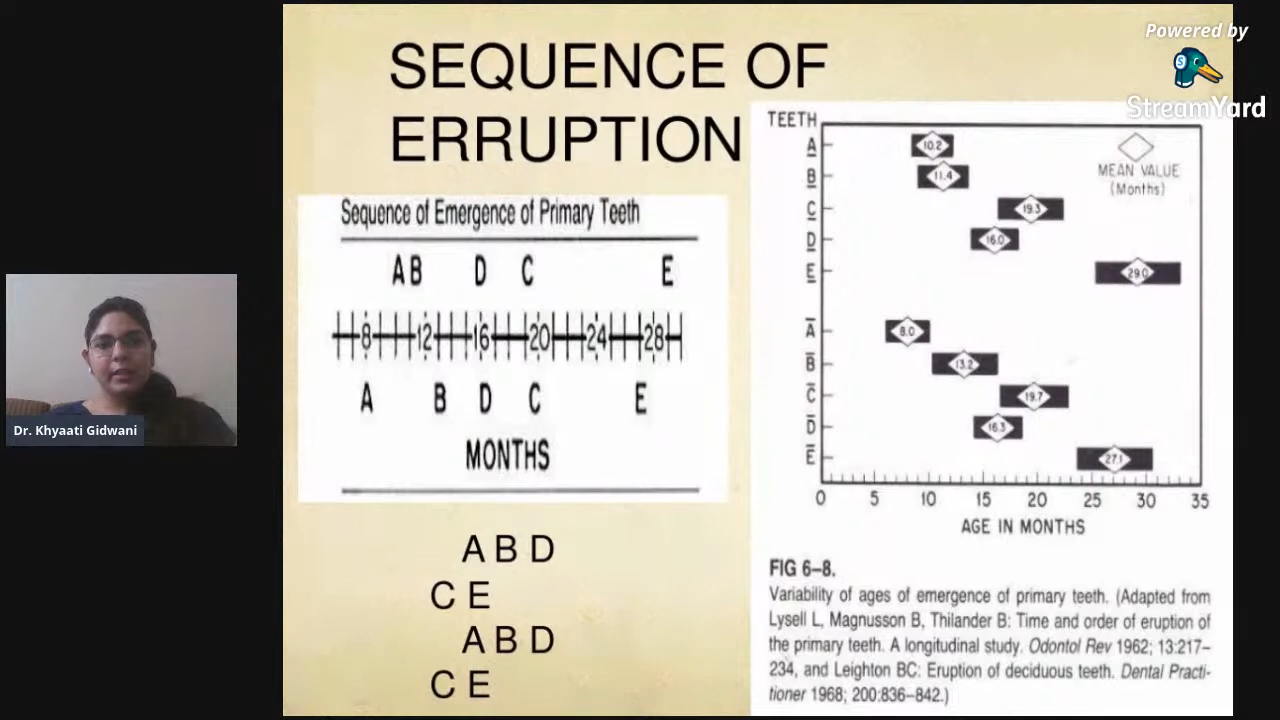 Powered by
StreamYard
SEQUENCE OF
ERRUPTION
Sequence of Emergence of Primary Teeth
A B D C E
8 12 16 20 24 28
A B D C E
MONTHS
A B D
C E
A B D
C E
TEETH
A 10.2
B 11.4
C 19.3
D 16.0
E 29.0
A 8.0
B 13.2
C 19.7
D 16.3
E 27.1
MEAN VALUE
(Months)
0 5 10 15 20 25 30 35
AGE IN MONTHS
FIG 6–8.
Variability of ages of emergence of primary teeth. (Adapted from
Lysell L, Magnusson B, Thilander B: Time and order of eruption of
the primary teeth. A longitudinal study. Odontol Rev 1962; 13:217–
234, and Leighton BC: Eruption of deciduous teeth. Dental Practi-
tioner 1968; 200:836–842.)
Dr. Khyaati Gidwani